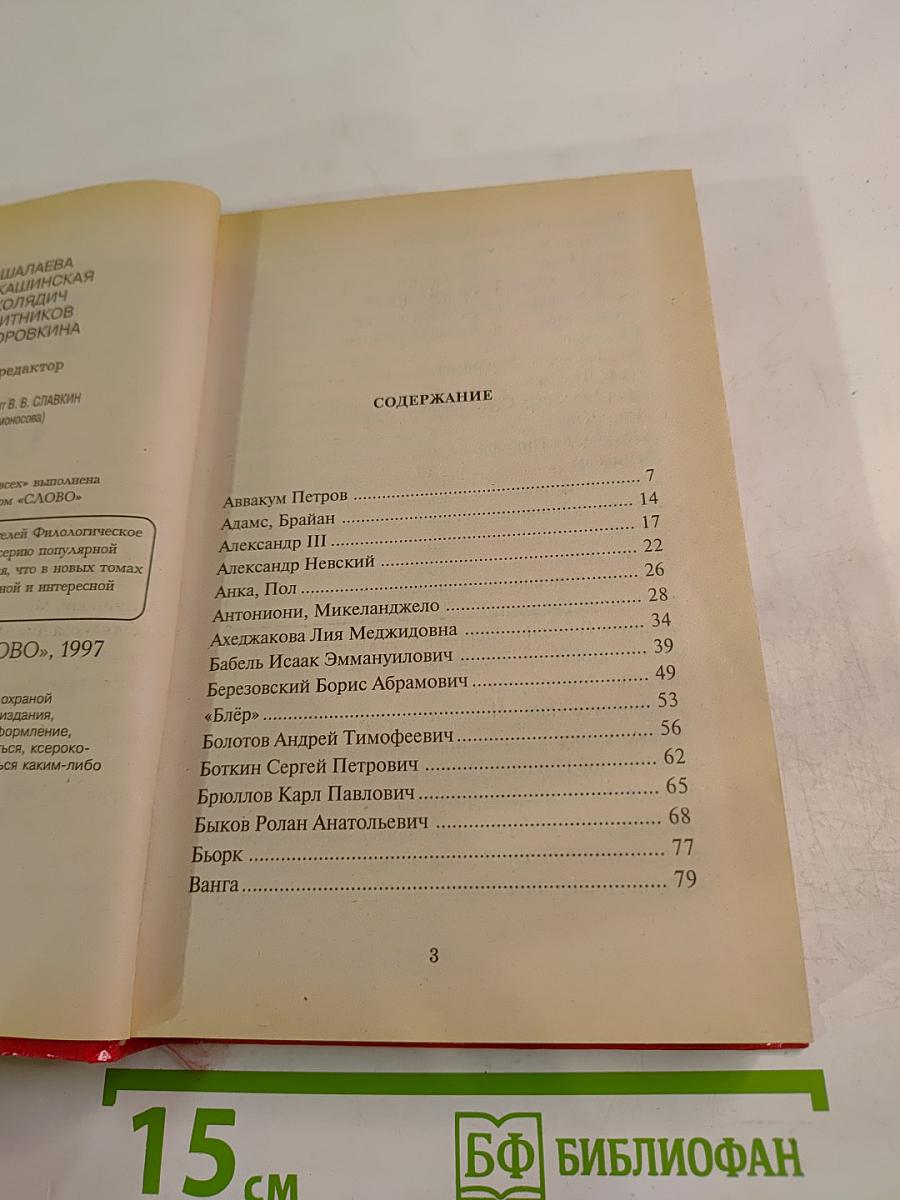 ШАЛАЕВА
КАШИНСКАЯ
КОЛЯДИЧ
ИТНИКОВ
ОРОВКИНА
редактор
т В. В. СЛАВКИН
моносова)
всех» выполнена
ом «СЛОВО»
телей Филологическое
серию популярной
я, что в новых томах
ной и интересной
ОВО», 1997
охраной
издания,
формление,
ться, ксероко-
ься каким-либо
СОДЕРЖАНИЕ
Аввакум Петров ........ 7
Адамс, Брайан ........ 14
Александр III ........ 17
Александр Невский ........ 22
Анка, Пол ........ 26
Антониони, Микеланджело ........ 28
Ахеджакова Лия Меджидовна ........ 34
Бабель Исаак Эммануилович ........ 39
Березовский Борис Абрамович ........ 49
«Блёр» ........ 53
Болотов Андрей Тимофеевич ........ 56
Боткин Сергей Петрович ........ 62
Брюллов Карл Павлович ........ 65
Быков Ролан Анатольевич ........ 68
Бьорк ........ 77
Ванга ........ 79
3
15 см
БФ БИБЛИОФАН